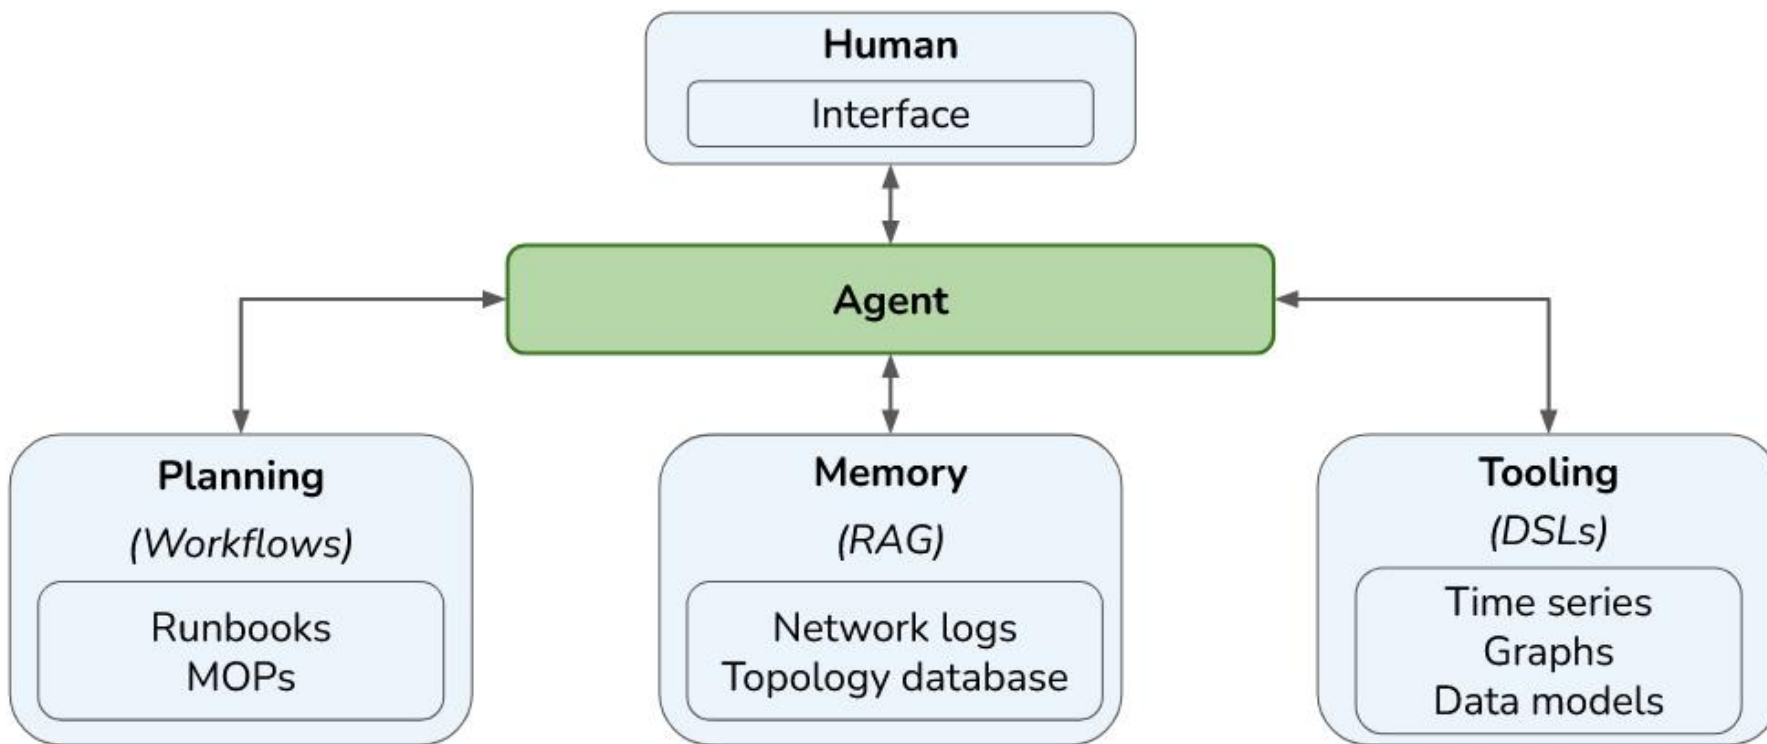 Human
Interface
Agent
Planning
(Workflows)
Runbooks
MOPs
Memory
(RAG)
Network logs
Topology database
Tooling
(DSLs)
Time series
Graphs
Data models